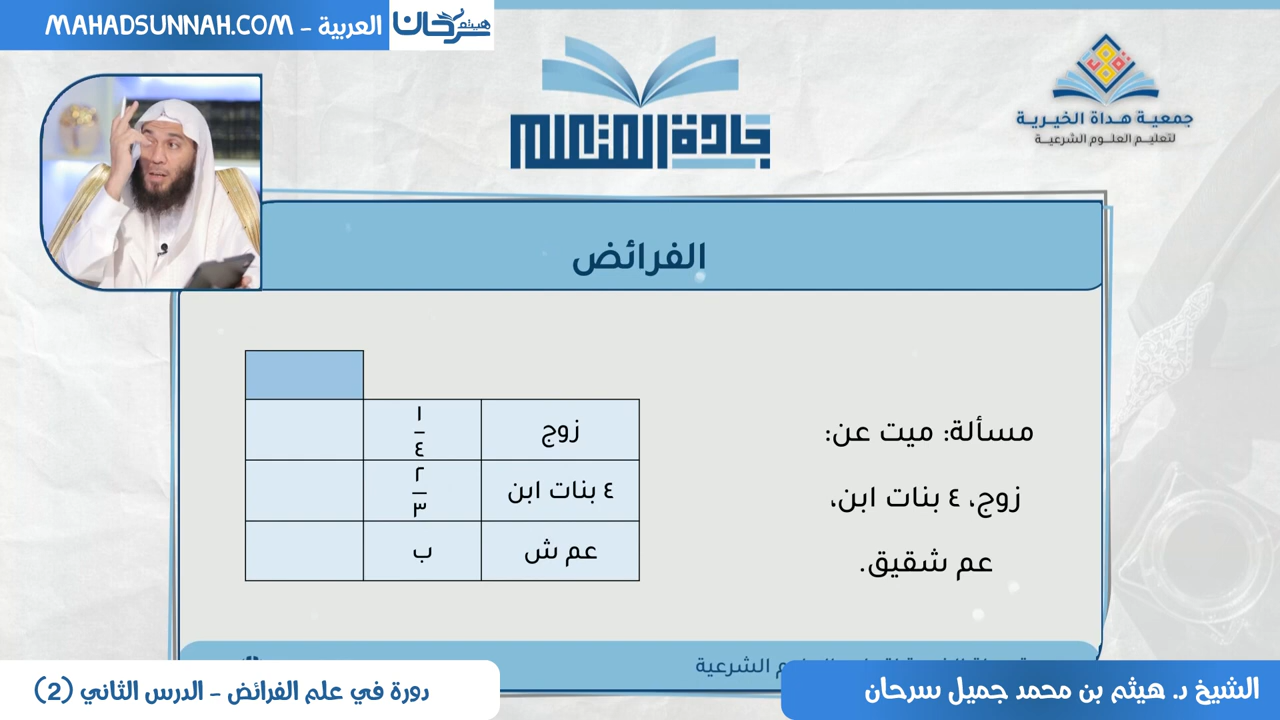 العربية - MAHADSUNNAH.COM
هيثم سرحان
جادة المتعلم
جمعية هداة الخيرية
لتعليم العلوم الشرعية
الفرائض
مسألة: ميت عن:
زوج، ٤ بنات ابن،
عم شقيق.
زوج ١/٤
٤ بنات ابن ٢/٣
عم ش ب
الشرعية
الشيخ د. هيثم بن محمد جميل سرحان
دورة في علم الفرائض - الدرس الثاني (2)